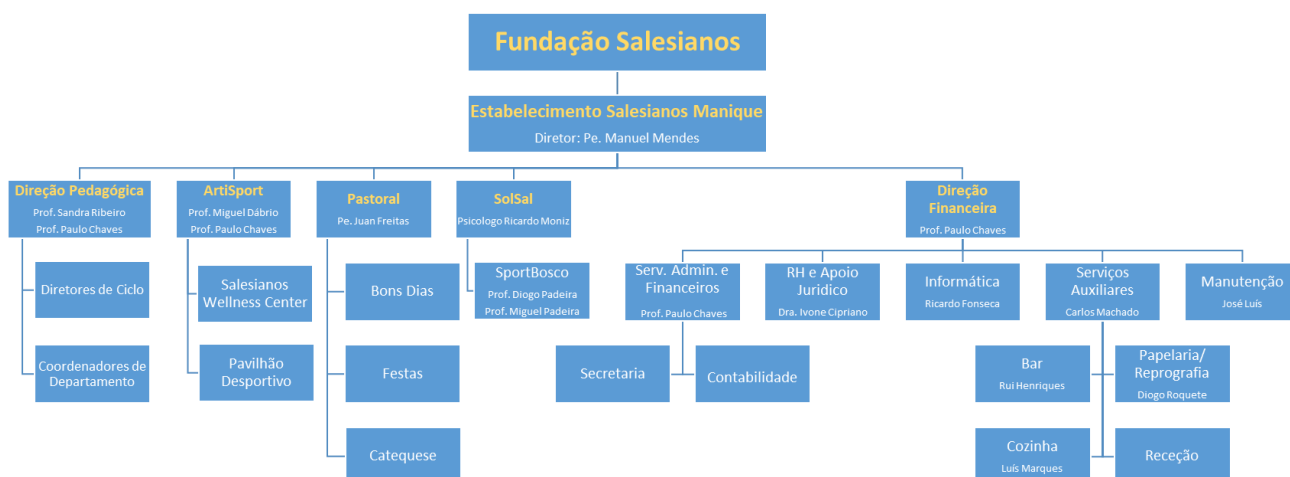 Fundação Salesianos
Estabelecimento Salesianos Manique
Diretor: Pe. Manuel Mendes
Direção Pedagógica
Prof. Sandra Ribeiro
Prof. Paulo Chaves
ArtiSport
Prof. Miguel Dábrio
Prof. Paulo Chaves
Pastoral
Pe. Juan Freitas
SolSal
Psicologo Ricardo Moniz
Direção
Financeira
Prof. Paulo Chaves
Diretores de Ciclo
Coordenadores de
Departamento
Salesianos
Wellness Center
Pavilhão
Desportivo
Bons Dias
Festas
Catequese
SportBosco
Prof. Diogo Padeira
Prof. Miguel Padeira
Serv. Admin. e
Financeiros
Prof. Paulo Chaves
Secretaria
Contabilidade
RH e Apoio
Juridico
Dra. Ivone Cipriano
Informática
Ricardo Fonseca
Serviços
Auxiliares
Carlos Machado
Bar
Rui Henriques
Papelaria/
Reprografia
Diogo Roquete
Cozinha
Luís Marques
Receção
Manutenção
José Luís